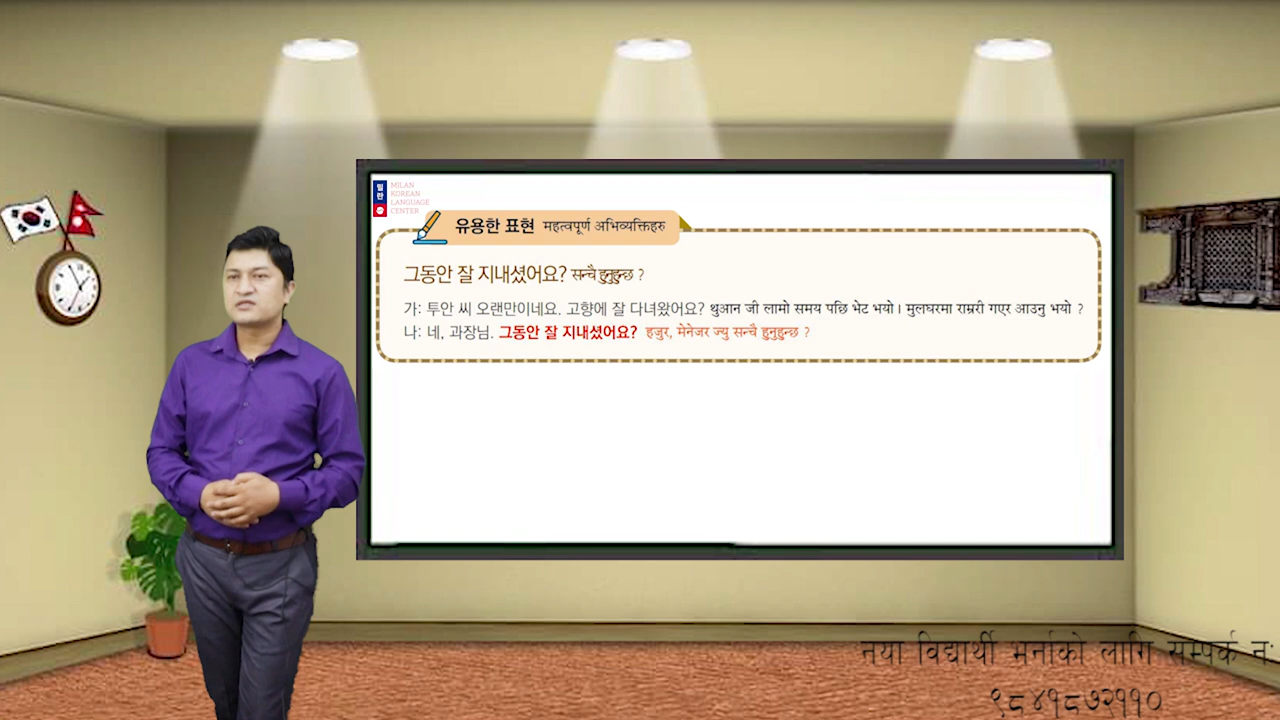 밀란
MILAN
KOREAN
LANGUAGE
CENTER
유용한 표현 महत्वपूर्ण अभिव्यक्तिहरु
그동안 잘 지내셨어요? सन्चै हुनुहुन्छ ?
가: 투안 씨 오랜만이네요. 고향에 잘 다녀왔어요? थुआन जी लामो समय पछि भेट भयो। मुलघरमा राम्ररी गएर आउनु भयो ?
나: 네, 과장님. 그동안 잘 지내셨어요? हजुर, मेनेजर ज्यु सन्चै हुनुहुन्छ ?
नया विद्यार्थी भर्नाको लागि सम्पर्क नः
९८४१८७२११०